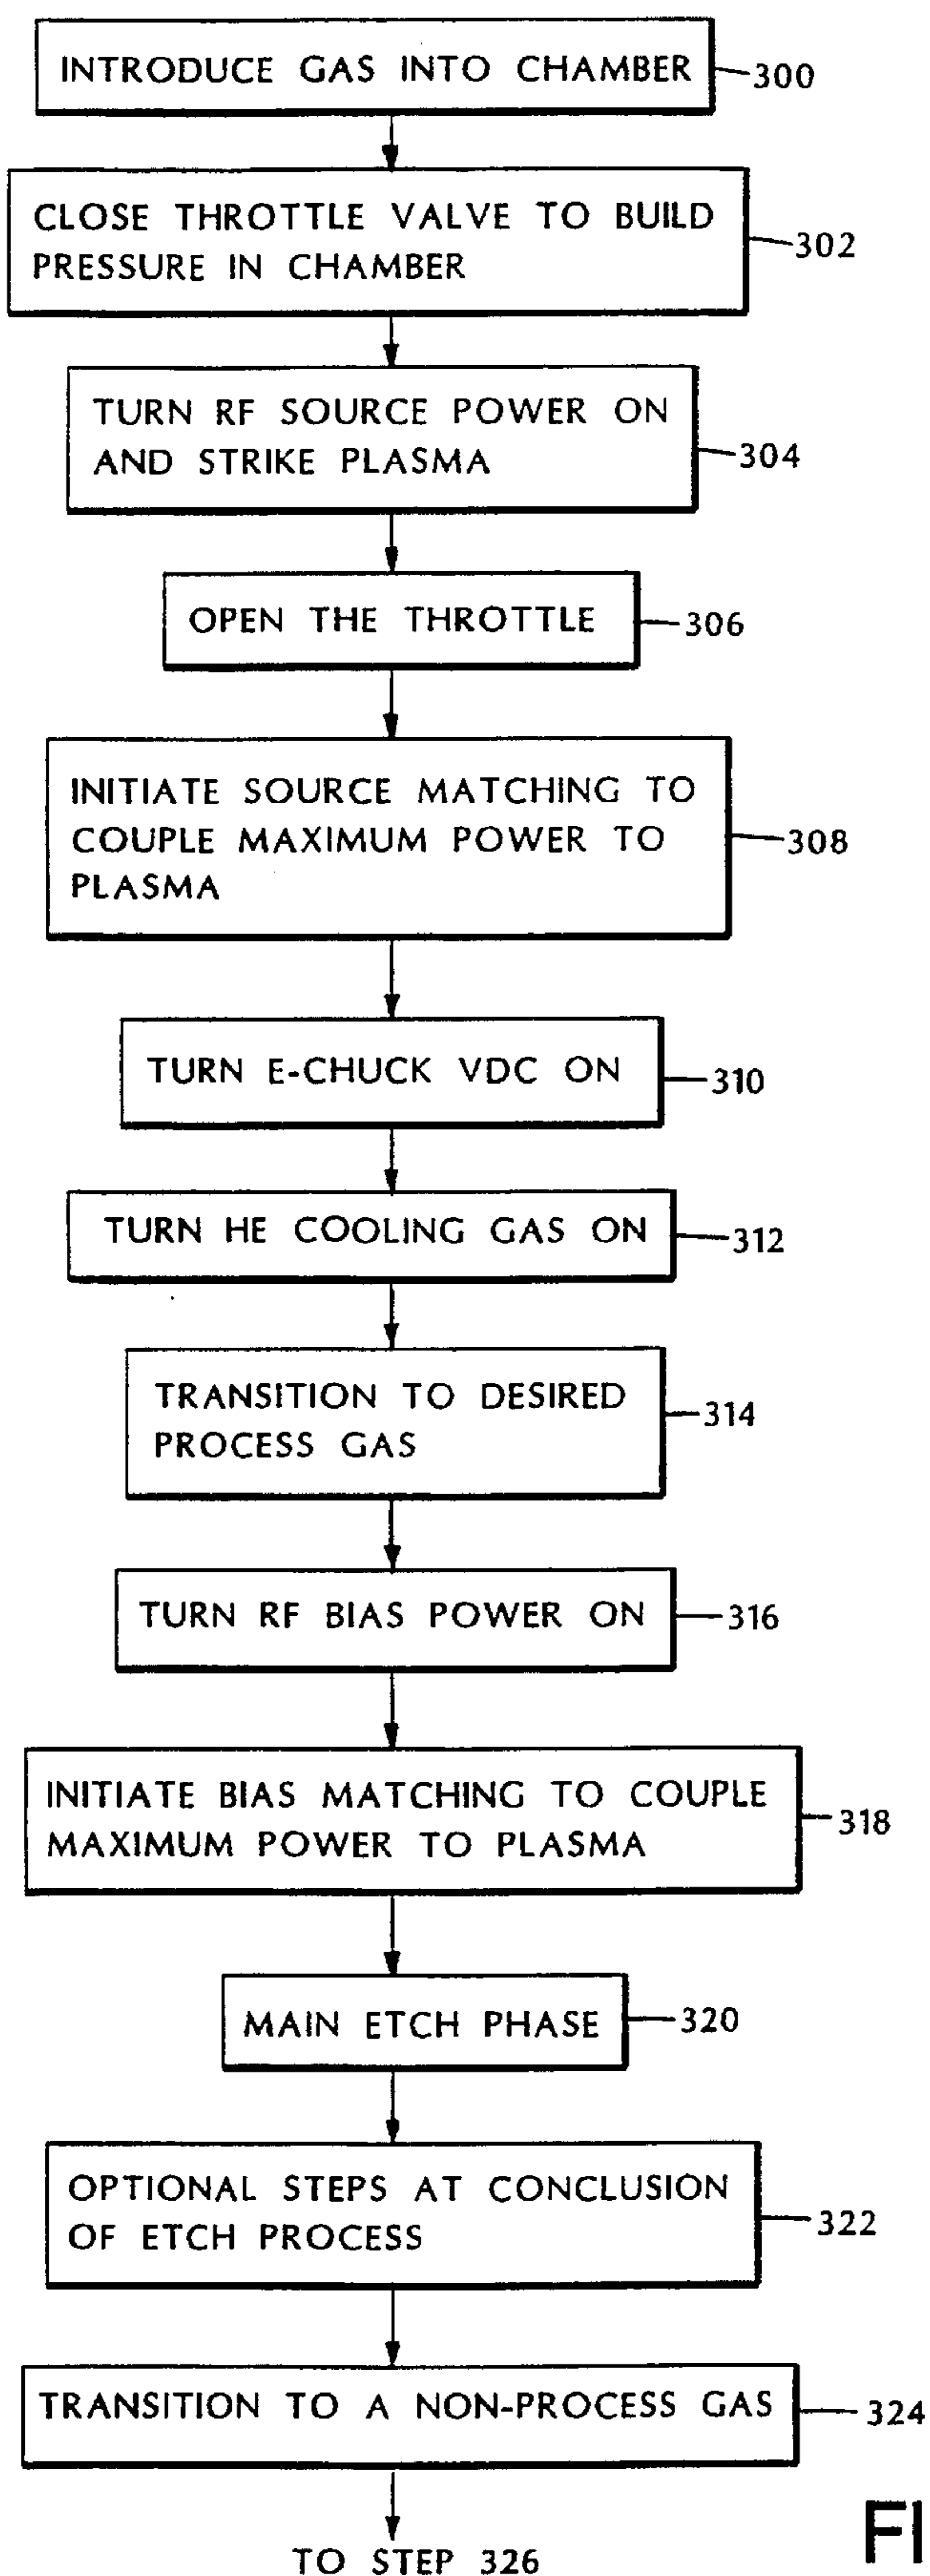 INTRODUCE GAS INTO CHAMBER
300
CLOSE THROTTLE VALVE TO BUILD
PRESSURE IN CHAMBER
302
TURN RF SOURCE POWER ON
AND STRIKE PLASMA
304
OPEN THE THROTTLE
306
INITIATE SOURCE MATCHING TO
COUPLE MAXIMUM POWER TO
PLASMA
308
TURN E-CHUCK VDC ON
310
TURN HE COOLING GAS ON
312
TRANSITION TO DESIRED
PROCESS GAS
314
TURN RF BIAS POWER ON
316
INITIATE BIAS MATCHING TO COUPLE
MAXIMUM POWER TO PLASMA
318
MAIN ETCH PHASE
320
OPTIONAL STEPS AT CONCLUSION
OF ETCH PROCESS
322
TRANSITION TO A NON-PROCESS GAS
324
TO STEP 326
FI